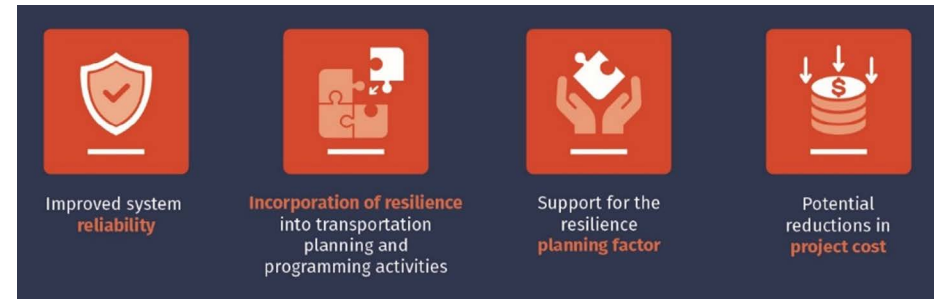 $
Improved system
reliability
Incorporation of resilience
into transportation
planning and
programming activities
Support for the
resilience
planning factor
Potential
reductions in
project cost